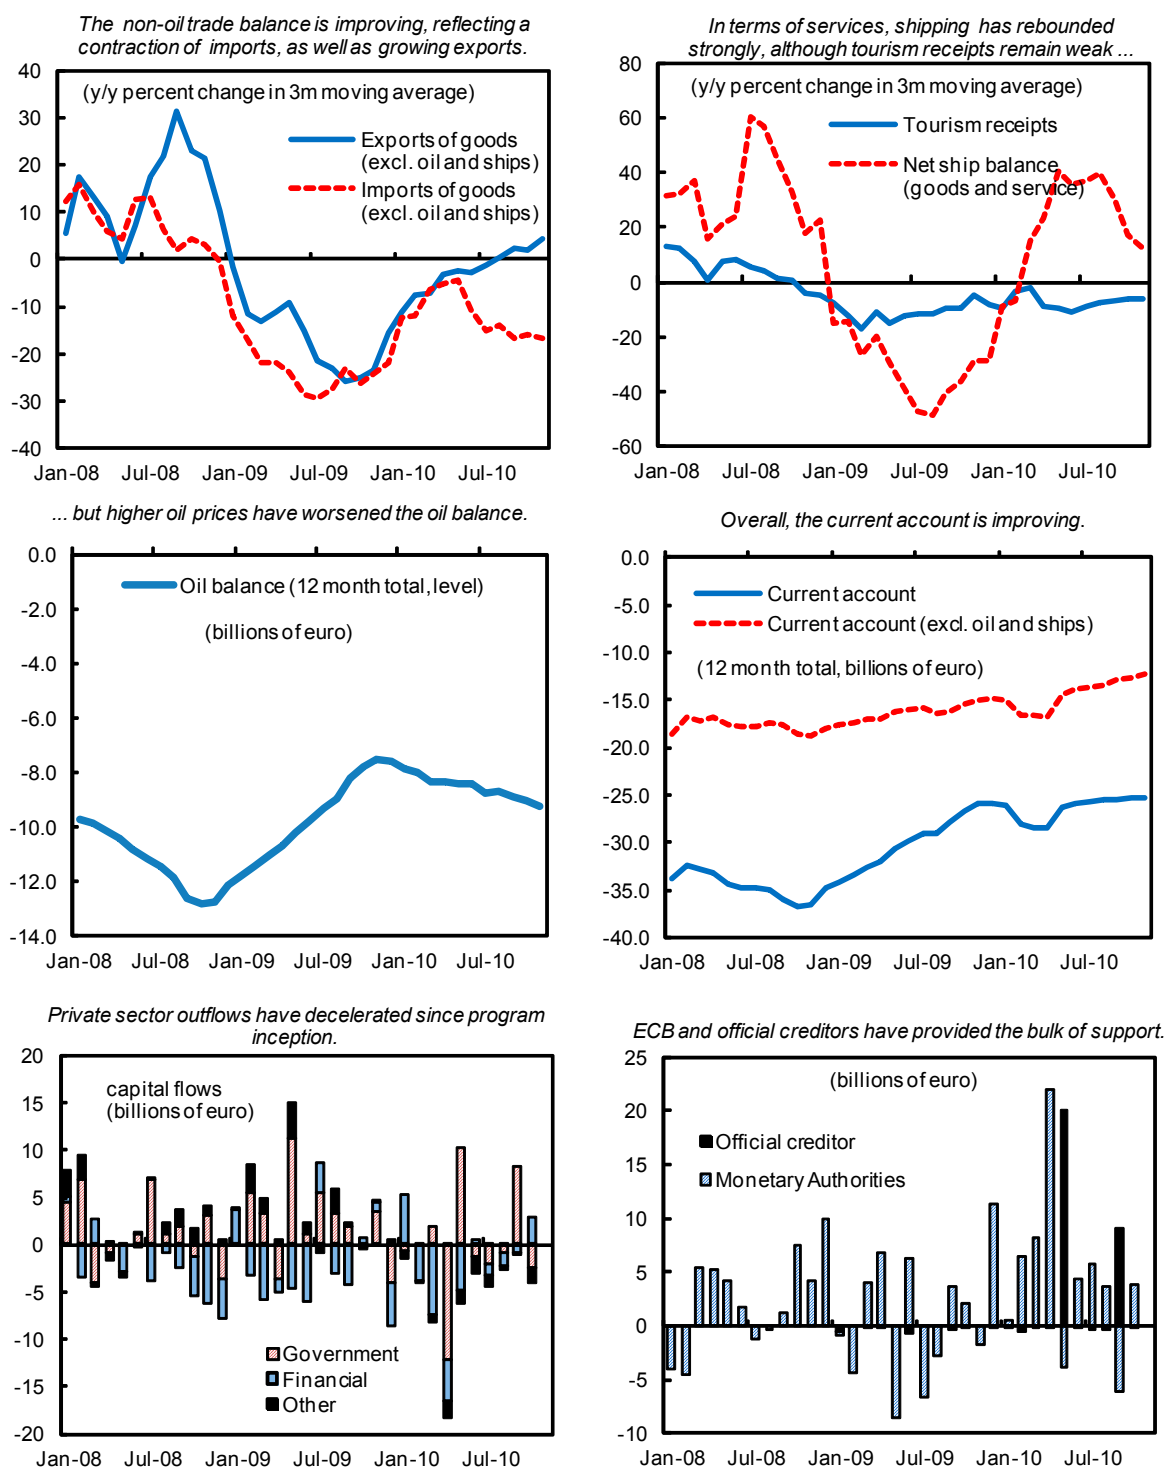 The non-oil trade balance is improving, reflecting a
contraction of imports, as well as growing exports.
40
30
20
10
0
-10
-20
-30
-40
(y/y percent change in 3m moving average)
Exports of goods
(excl. oil and ships)
Imports of goods
(excl. oil and ships)
Jan-08 Jul-08 Jan-09 Jul-09 Jan-10 Jul-10
In terms of services, shipping has rebounded
strongly, although tourism receipts remain weak ...
80
60
40
20
0
-20
-40
-60
(y/y percent change in 3m moving average)
Tourism receipts
Net ship balance
(goods and service)
Jan-08 Jul-08 Jan-09 Jul-09 Jan-10 Jul-10
... but higher oil prices have worsened the oil balance.
0.0
-2.0
-4.0
-6.0
-8.0
-10.0
-12.0
-14.0
Oil balance (12 month total, level)
(billions of euro)
Jan-08 Jul-08 Jan-09 Jul-09 Jan-10 Jul-10
Overall, the current account is improving.
0.0
-5.0
-10.0
-15.0
-20.0
-25.0
-30.0
-35.0
-40.0
Current account
Current account (excl. oil and ships)
(12 month total, billions of euro)
Jan-08 Jul-08 Jan-09 Jul-09 Jan-10 Jul-10
Private sector outflows have decelerated since program
inception.
20
15
10
5
0
-5
-10
-15
-20
capital flows
(billions of euro)
Government
Financial
Other
Jan-08 Jul-08 Jan-09 Jul-09 Jan-10 Jul-10
ECB and official creditors have provided the bulk of support.
25
20
15
10
5
0
-5
-10
(billions of euro)
Official creditor
Monetary Authorities
Jan-08 Jul-08 Jan-09 Jul-09 Jan-10 Jul-10